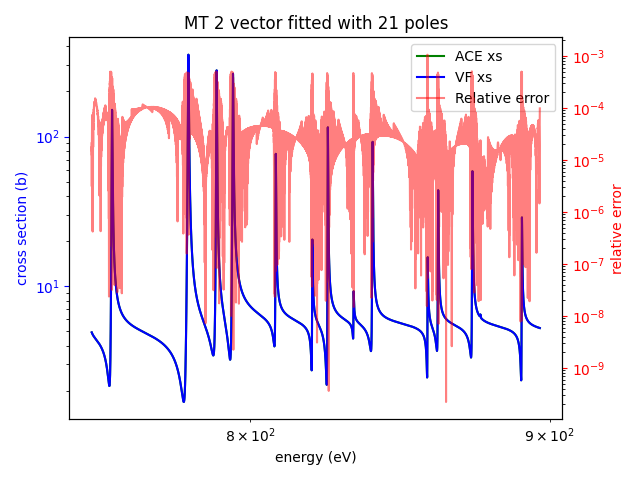 MT 2 vector fitted with 21 poles
ACE xs
VF xs
Relative error
cross section (b)
10²
10¹
relative error
10⁻³
10⁻⁴
10⁻⁵
10⁻⁶
10⁻⁷
10⁻⁸
10⁻⁹
8 × 10²
9 × 10²
energy (eV)